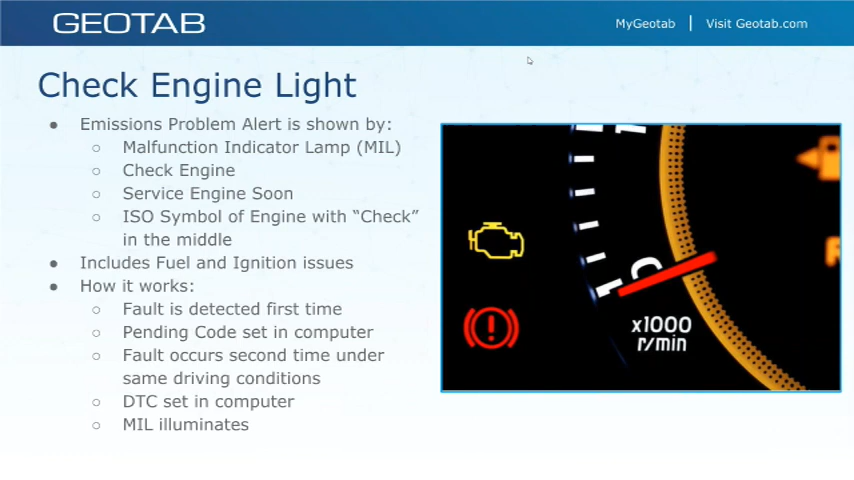 GEOTAB
MyGeotab | Visit Geotab.com
Check Engine Light
● Emissions Problem Alert is shown by:
○ Malfunction Indicator Lamp (MIL)
○ Check Engine
○ Service Engine Soon
○ ISO Symbol of Engine with “Check”
in the middle
● Includes Fuel and Ignition issues
● How it works:
○ Fault is detected first time
○ Pending Code set in computer
○ Fault occurs second time under
same driving conditions
○ DTC set in computer
○ MIL illuminates
x1000
r/min